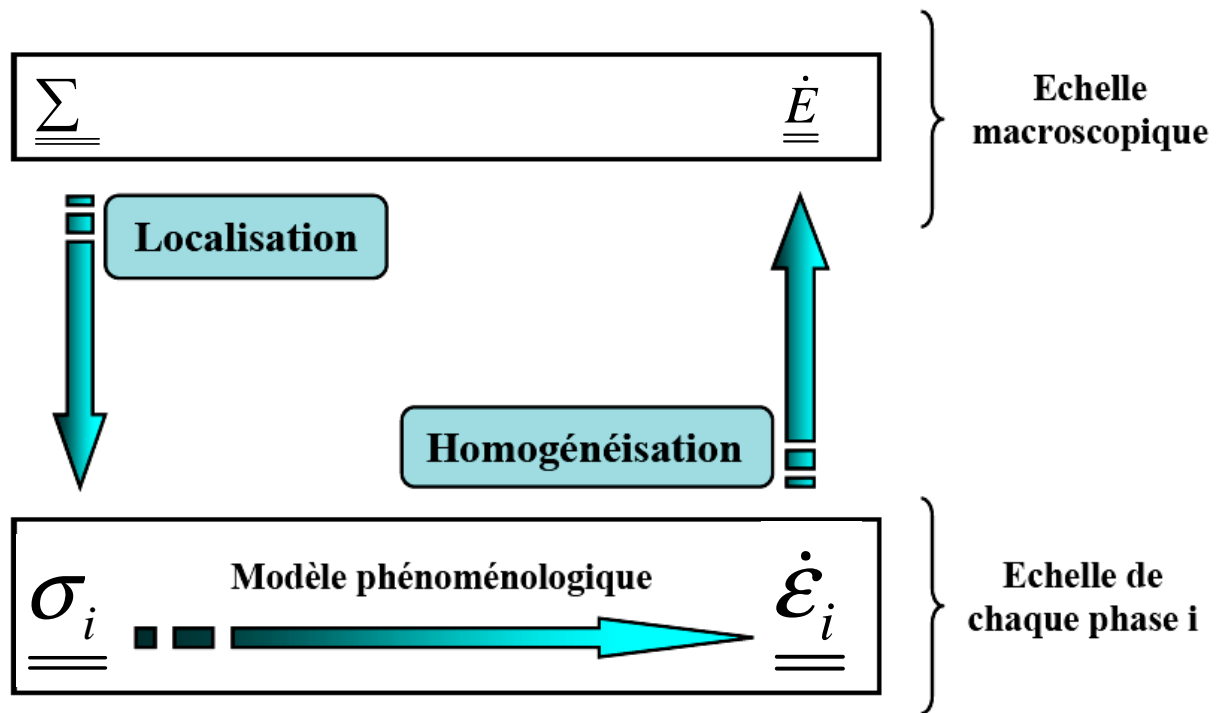 Σ Ė
Echelle
macroscopique
Localisation
Homogénéisation
σᵢ Modèle phénoménologique ε̇ᵢ
Echelle de
chaque phase i